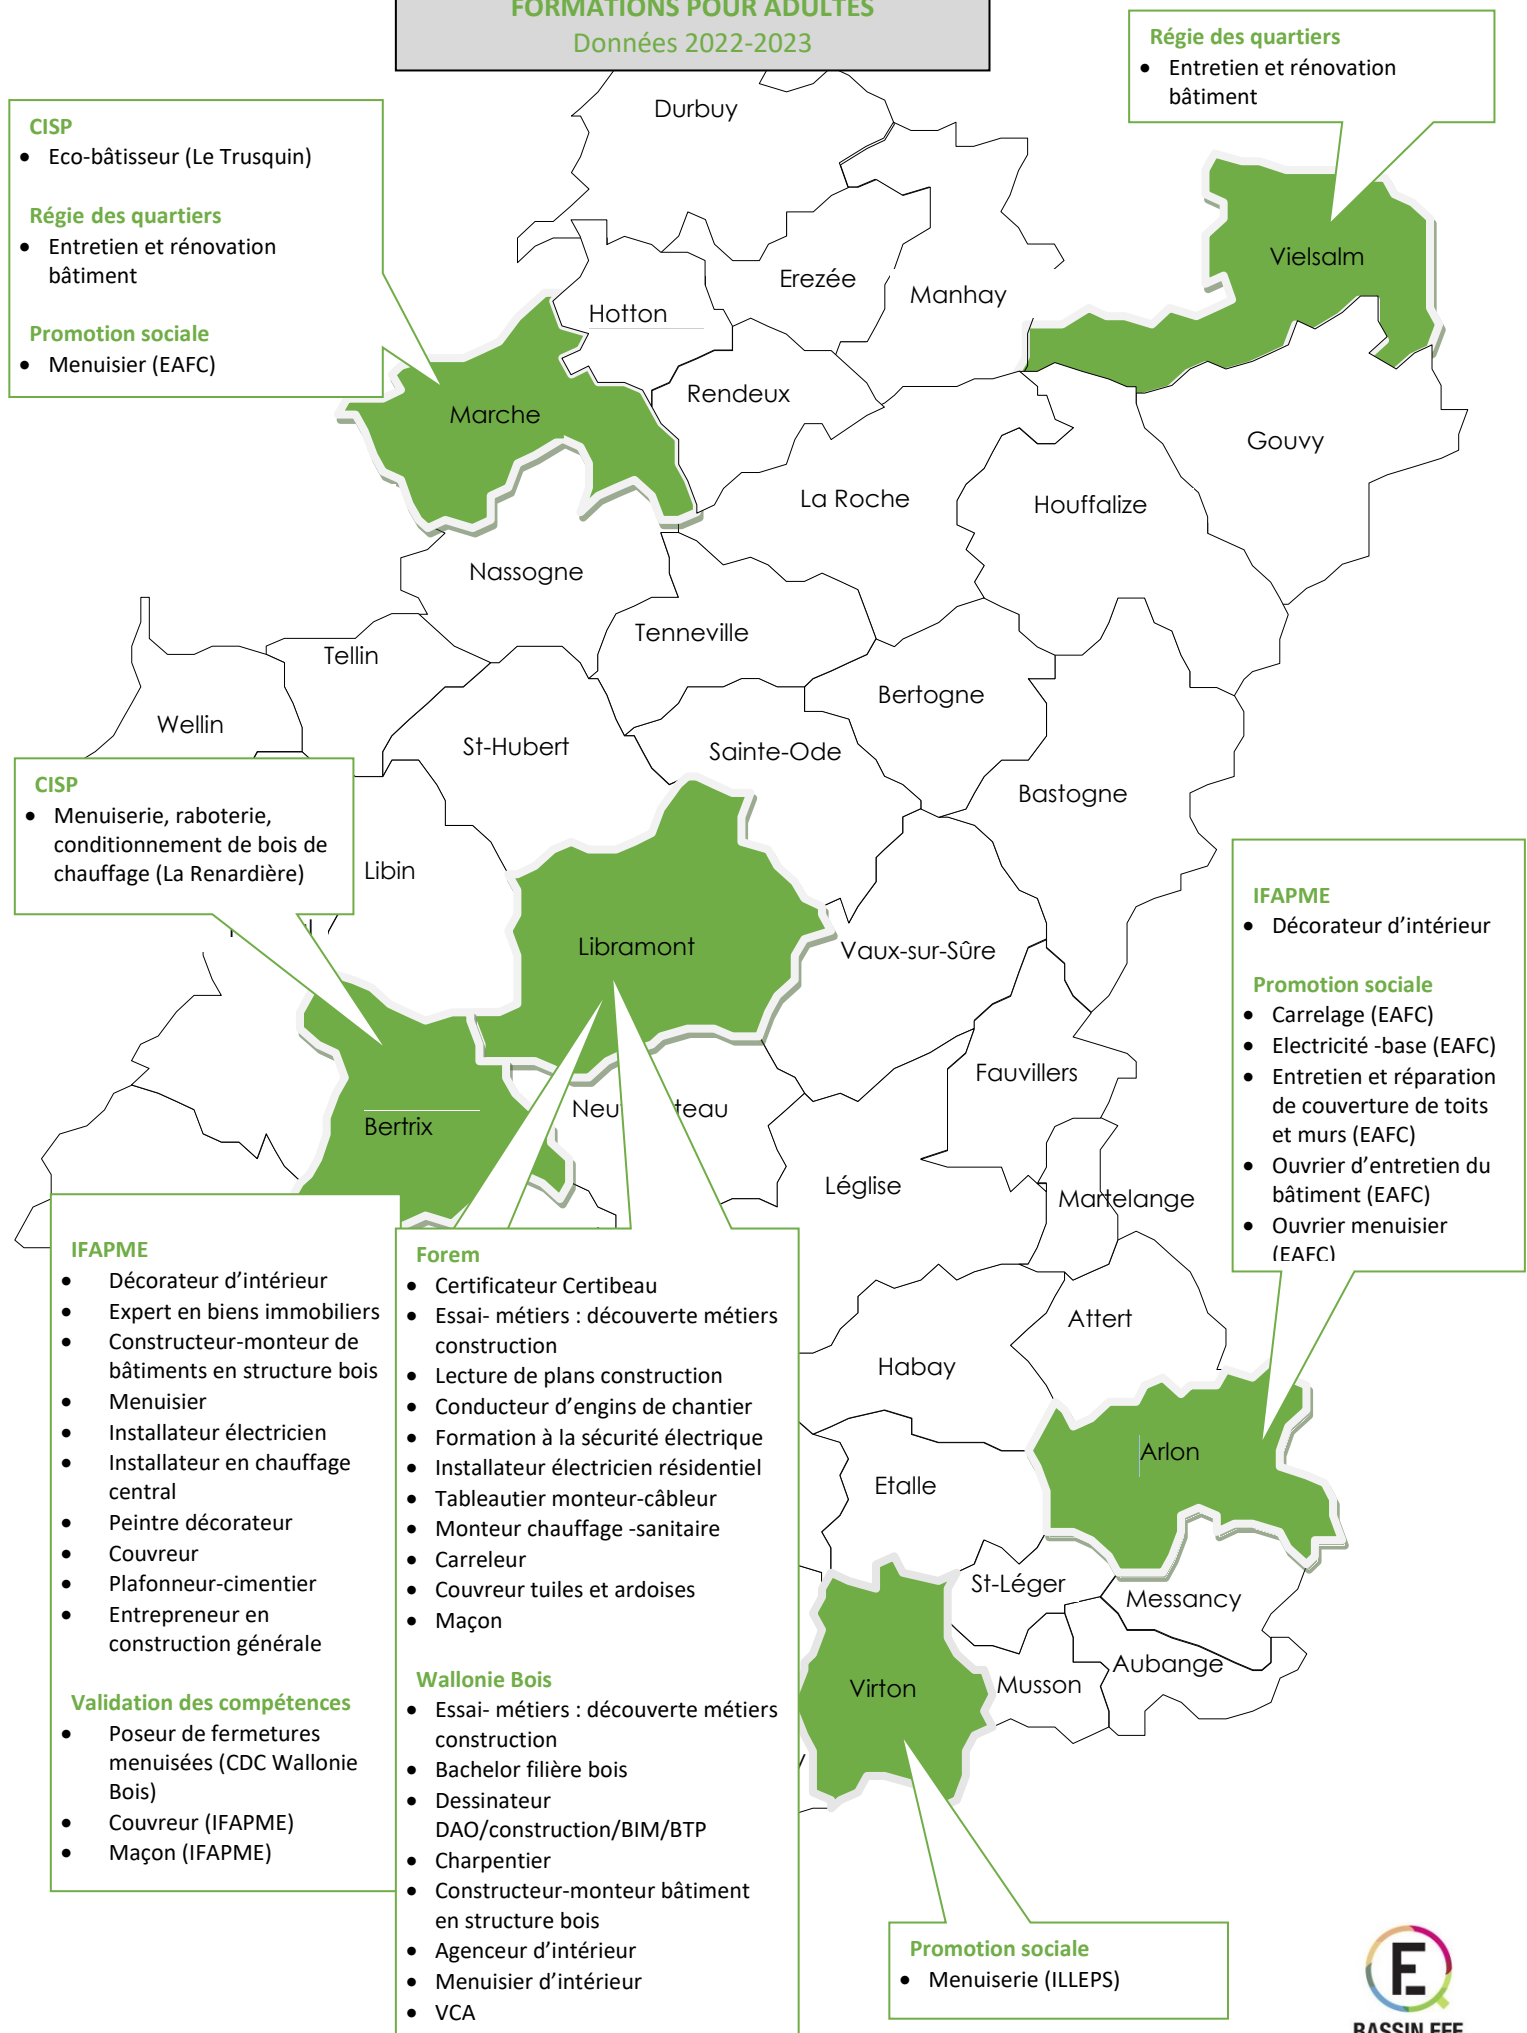 FORMATIONS POUR ADULTES
Données 2022-2023
Régie des quartiers
• Entretien et rénovation
bâtiment
CISP
• Eco-bâtisseur (Le Trusquin)
Régie des quartiers
• Entretien et rénovation
bâtiment
Promotion sociale
• Menuisier (EAFC)
Durbuy
Vielsalm
Erezée
Manhay
Hotton
Rendeux
Marche
Gouvy
La Roche
Houffalize
Nassogne
Tenneville
Tellin
Bertogne
Wellin
St-Hubert
Sainte-Ode
Bastogne
CISP
• Menuiserie, raboterie,
conditionnement de bois de
chauffage (La Renardière)
Libin
Libramont
Vaux-sur-Sûre
IFAPME
• Décorateur d’intérieur
Promotion sociale
• Carrelage (EAFC)
• Electricité -base (EAFC)
• Entretien et réparation
de couverture de toits
et murs (EAFC)
• Ouvrier d’entretien du
bâtiment (EAFC)
• Ouvrier menuisier
(EAFC)
Fauvillers
Neu teau
Bertrix
Léglise
Martelange
Attert
Habay
Arlon
Etalle
St-Léger
Messancy
Aubange
Musson
Virton
IFAPME
• Décorateur d’intérieur
• Expert en biens immobiliers
• Constructeur-monteur de
bâtiments en structure bois
• Menuisier
• Installateur électricien
• Installateur en chauffage
central
• Peintre décorateur
• Couvreur
• Plafonneur-cimentier
• Entrepreneur en
construction générale
Validation des compétences
• Poseur de fermetures
menuisées (CDC Wallonie
Bois)
• Couvreur (IFAPME)
• Maçon (IFAPME)
Forem
• Certificateur Certibeau
• Essai- métiers : découverte métiers
construction
• Lecture de plans construction
• Conducteur d’engins de chantier
• Formation à la sécurité électrique
• Installateur électricien résidentiel
• Tableautier monteur-câbleur
• Monteur chauffage -sanitaire
• Carreleur
• Couvreur tuiles et ardoises
• Maçon
Wallonie Bois
• Essai- métiers : découverte métiers
construction
• Bachelor filière bois
• Dessinateur
DAO/construction/BIM/BTP
• Charpentier
• Constructeur-monteur bâtiment
en structure bois
• Agenceur d’intérieur
• Menuisier d’intérieur
• VCA
Promotion sociale
• Menuiserie (ILLEPS)
BASSIN EFE